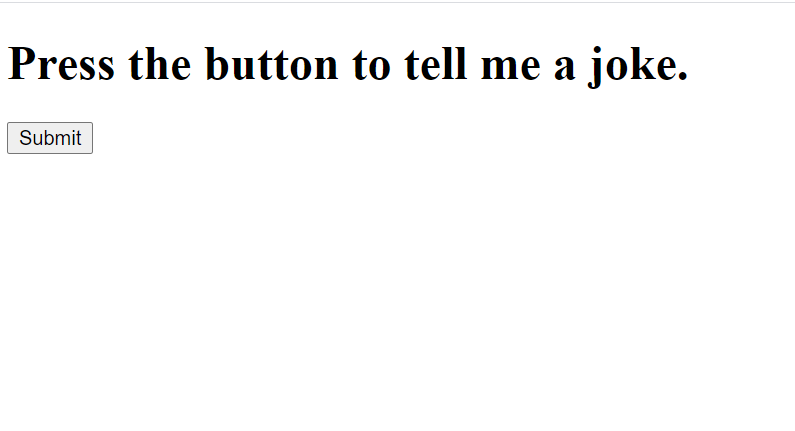 Press the button to tell me a joke.
Submit